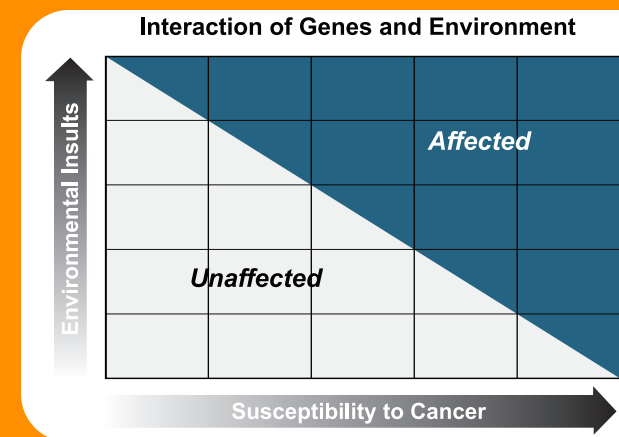 Interaction of Genes and Environment
Environmental Insults
Affected
Unaffected
Susceptibility to Cancer